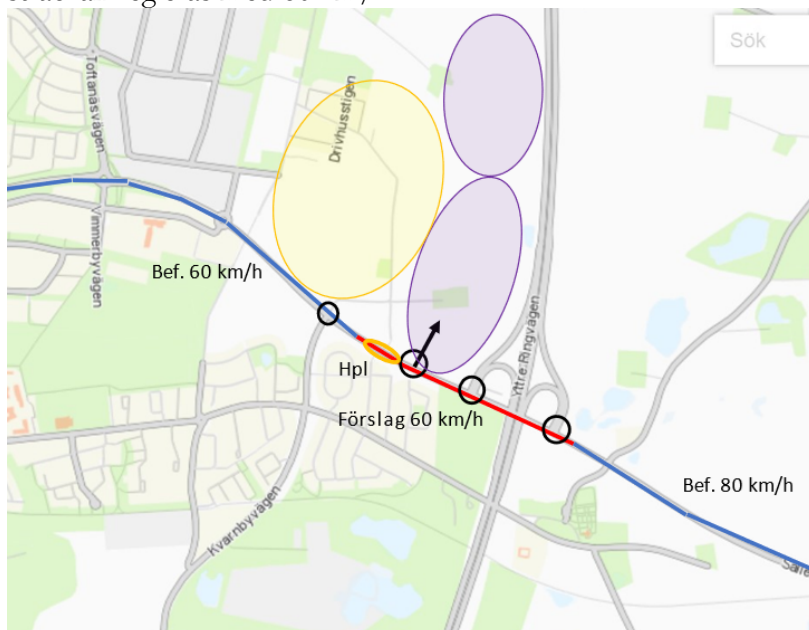 Sök
Toftanäsvägen
Drivhusstigen
Vimmerbyvägen
Bef. 60 km/h
Yttre Ringvägen
Hpl
Förslag 60 km/h
Bef. 80 km/h
Kvarnbyvägen